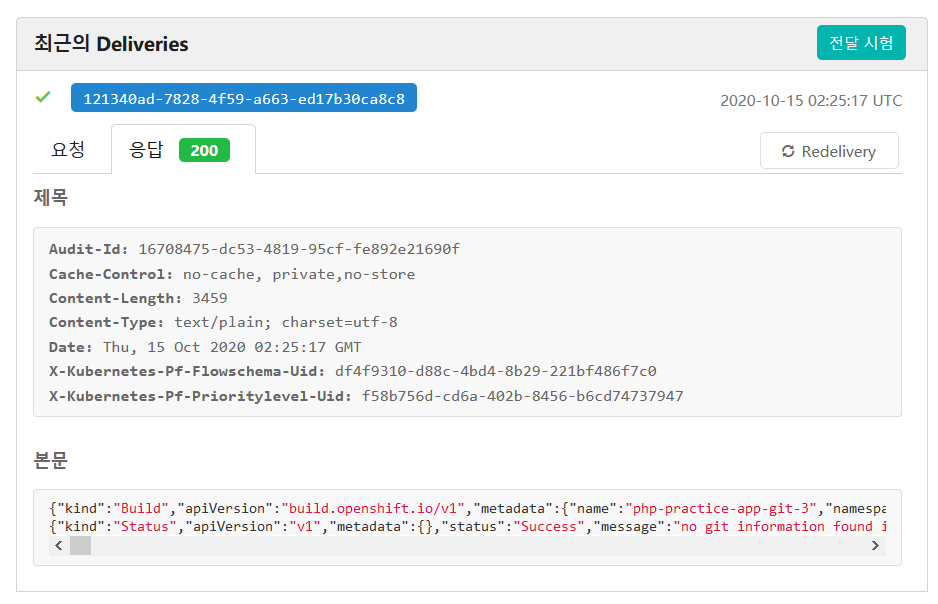 최근의 Deliveries
전달 시험
121340ad-7828-4f59-a663-ed17b30ca8c8
2020-10-15 02:25:17 UTC
요청
응답 200
Redelivery
제목
Audit-Id: 16708475-dc53-4819-95cf-fe892e21690f
Cache-Control: no-cache, private,no-store
Content-Length: 3459
Content-Type: text/plain; charset=utf-8
Date: Thu, 15 Oct 2020 02:25:17 GMT
X-Kubernetes-Pf-Flowschema-Uid: df4f9310-d88c-4bd4-8b29-221bf486f7c0
X-Kubernetes-Pf-Prioritylevel-Uid: f58b756d-cd6a-402b-8456-b6cd74737947
본문
{"kind":"Build","apiVersion":"build.openshift.io/v1","metadata":{"name":"php-practice-app-git-3","namespa
{"kind":"Status","apiVersion":"v1","metadata":{},"status":"Success","message":"no git information found i